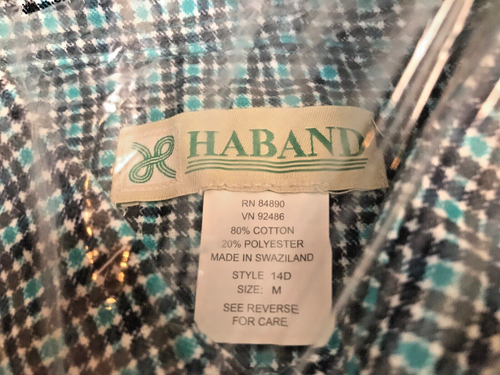 HABAND
RN 84890
VN 92486
80% COTTON
20% POLYESTER
MADE IN SWAZILAND
STYLE 14D
SIZE: M
SEE REVERSE
FOR CARE